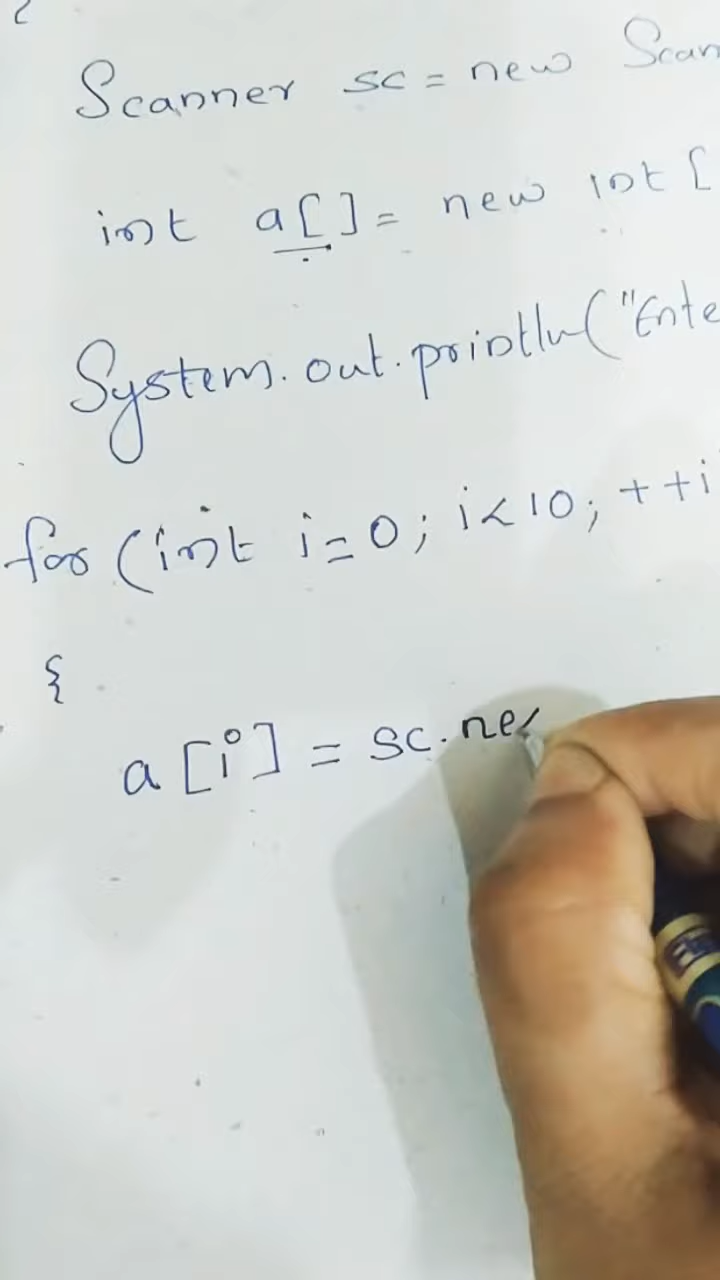 {
Scanner sc = new Scan
int a[] = new int [
System.out.println("Ente
for (int i=0; i<10; ++i
{
a[i] = sc.ne